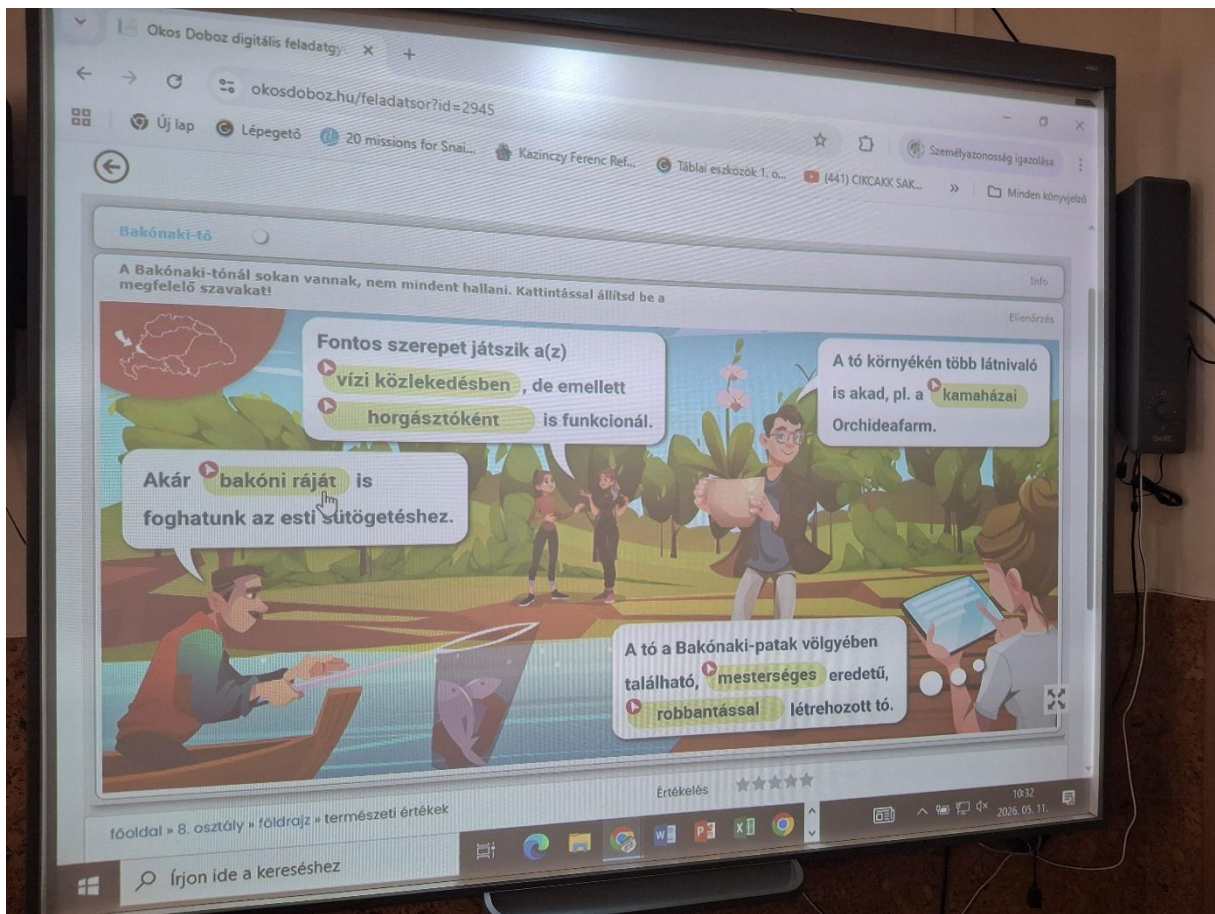 Okos Doboz digitális feladatgy
okosdoboz.hu/feladatsor?id=2945
Új lap
Lépegető
20 missions for Snai...
Kazinczy Ferenc Ref...
Táblai eszközök 1. o...
(441) CIKCAKK SAK...
Minden könyvjelző
Személyazonosság igazolása
Bakónaki-tó
Info
A Bakónaki-tónál sokan vannak, nem mindent hallani. Kattintással állítsd be a
megfelelő szavakat!
Ellenőrzés
Fontos szerepet játszik a(z)
vízi közlekedésben , de emellett
horgásztóként is funkcionál.
A tó környékén több látnivaló
is akad, pl. a kamaházai
Orchideafarm.
Akár bakóni ráját is
foghatunk az esti sütögetéshez.
A tó a Bakónaki-patak völgyében
található, mesterséges eredetű,
robbantással létrehozott tó.
Értékelés
főoldal » 8. osztály » földrajz » természeti értékek
Írjon ide a kereséshez
10:32
2026. 05. 11.
SMART